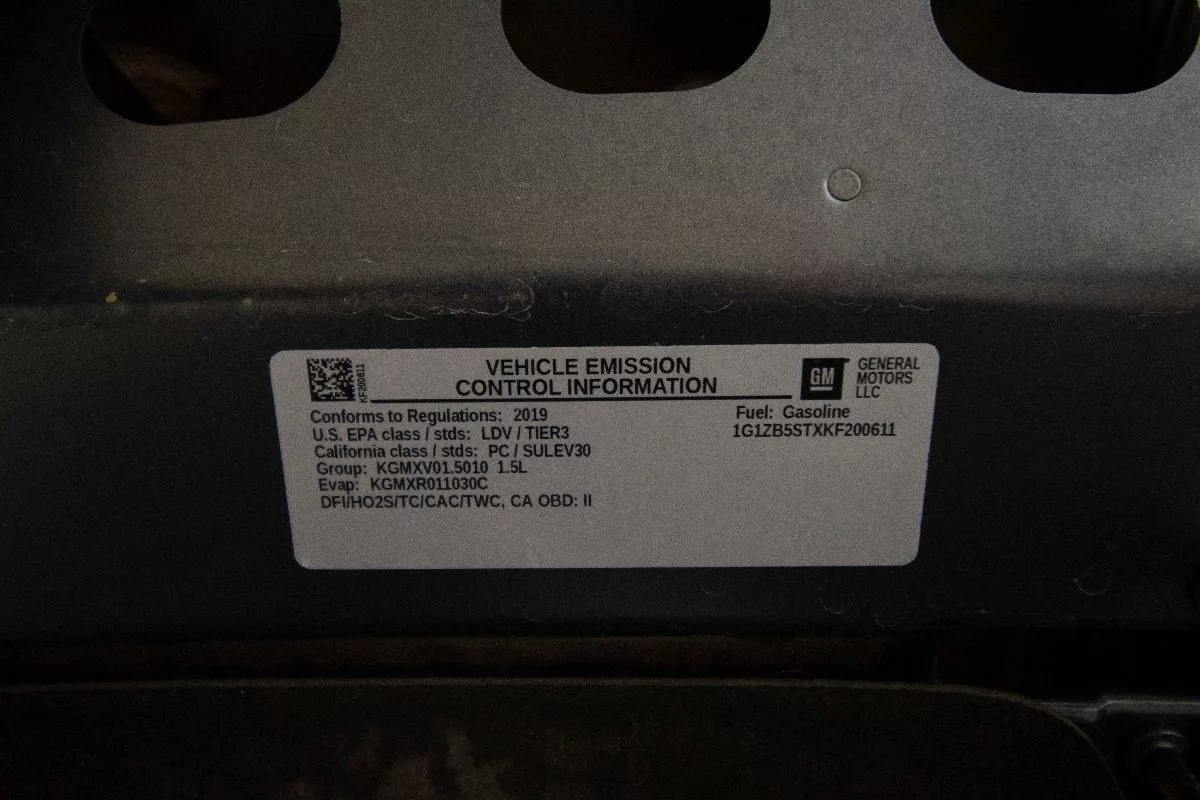 VEHICLE EMISSION
CONTROL INFORMATION
KF200611
GM
GENERAL
MOTORS
LLC
Conforms to Regulations: 2019
U.S. EPA class / stds: LDV / TIER3
California class / stds: PC / SULEV30
Group: KGMXV01.5010 1.5L
Evap: KGMXR011030C
DFI/HO2S/TC/CAC/TWC, CA OBD: II
Fuel: Gasoline
1G1ZB5STXKF200611